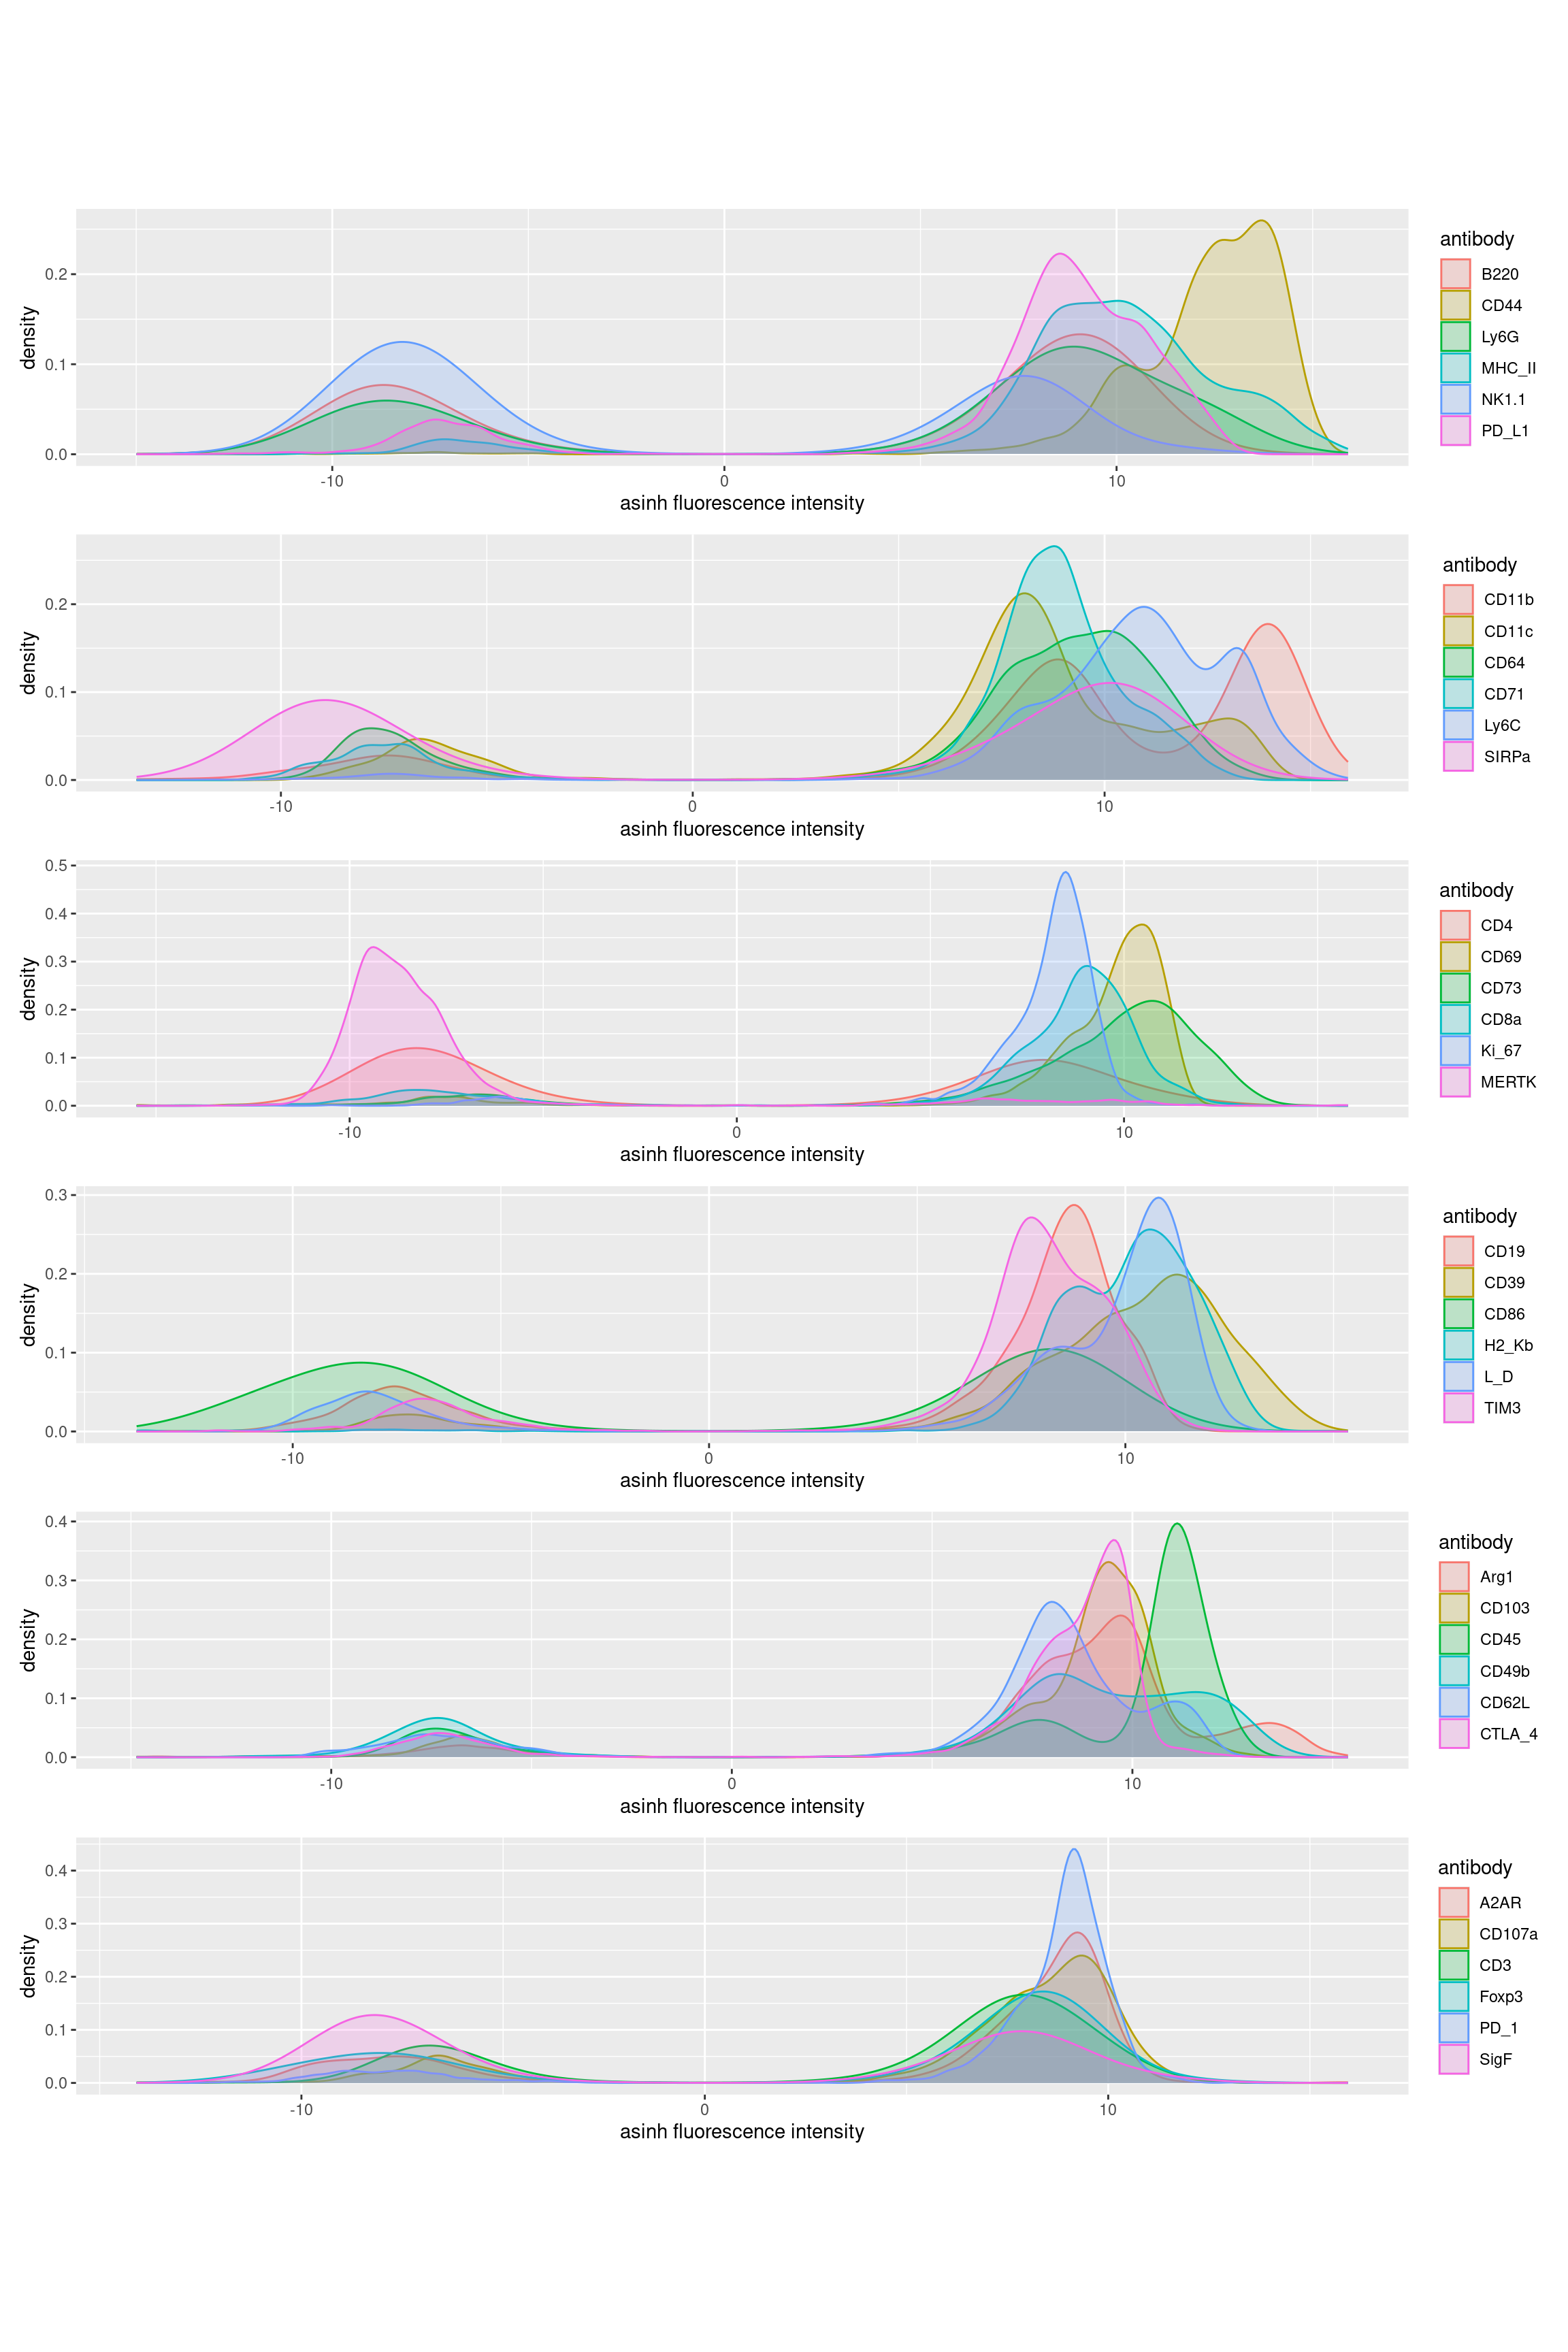 antibody
B220
CD44
Ly6G
MHC_II
NK1.1
PD_L1
density
0.2
0.1
0.0
-10 0 10
asinh fluorescence intensity
antibody
CD11b
CD11c
CD64
CD71
Ly6C
SIRPa
density
0.2
0.1
0.0
-10 0 10
asinh fluorescence intensity
antibody
CD4
CD69
CD73
CD8a
Ki_67
MERTK
density
0.5
0.4
0.3
0.2
0.1
0.0
-10 0 10
asinh fluorescence intensity
antibody
CD19
CD39
CD86
H2_Kb
L_D
TIM3
density
0.3
0.2
0.1
0.0
-10 0 10
asinh fluorescence intensity
antibody
Arg1
CD103
CD45
CD49b
CD62L
CTLA_4
density
0.4
0.3
0.2
0.1
0.0
-10 0 10
asinh fluorescence intensity
antibody
A2AR
CD107a
CD3
Foxp3
PD_1
SigF
density
0.4
0.3
0.2
0.1
0.0
-10 0 10
asinh fluorescence intensity